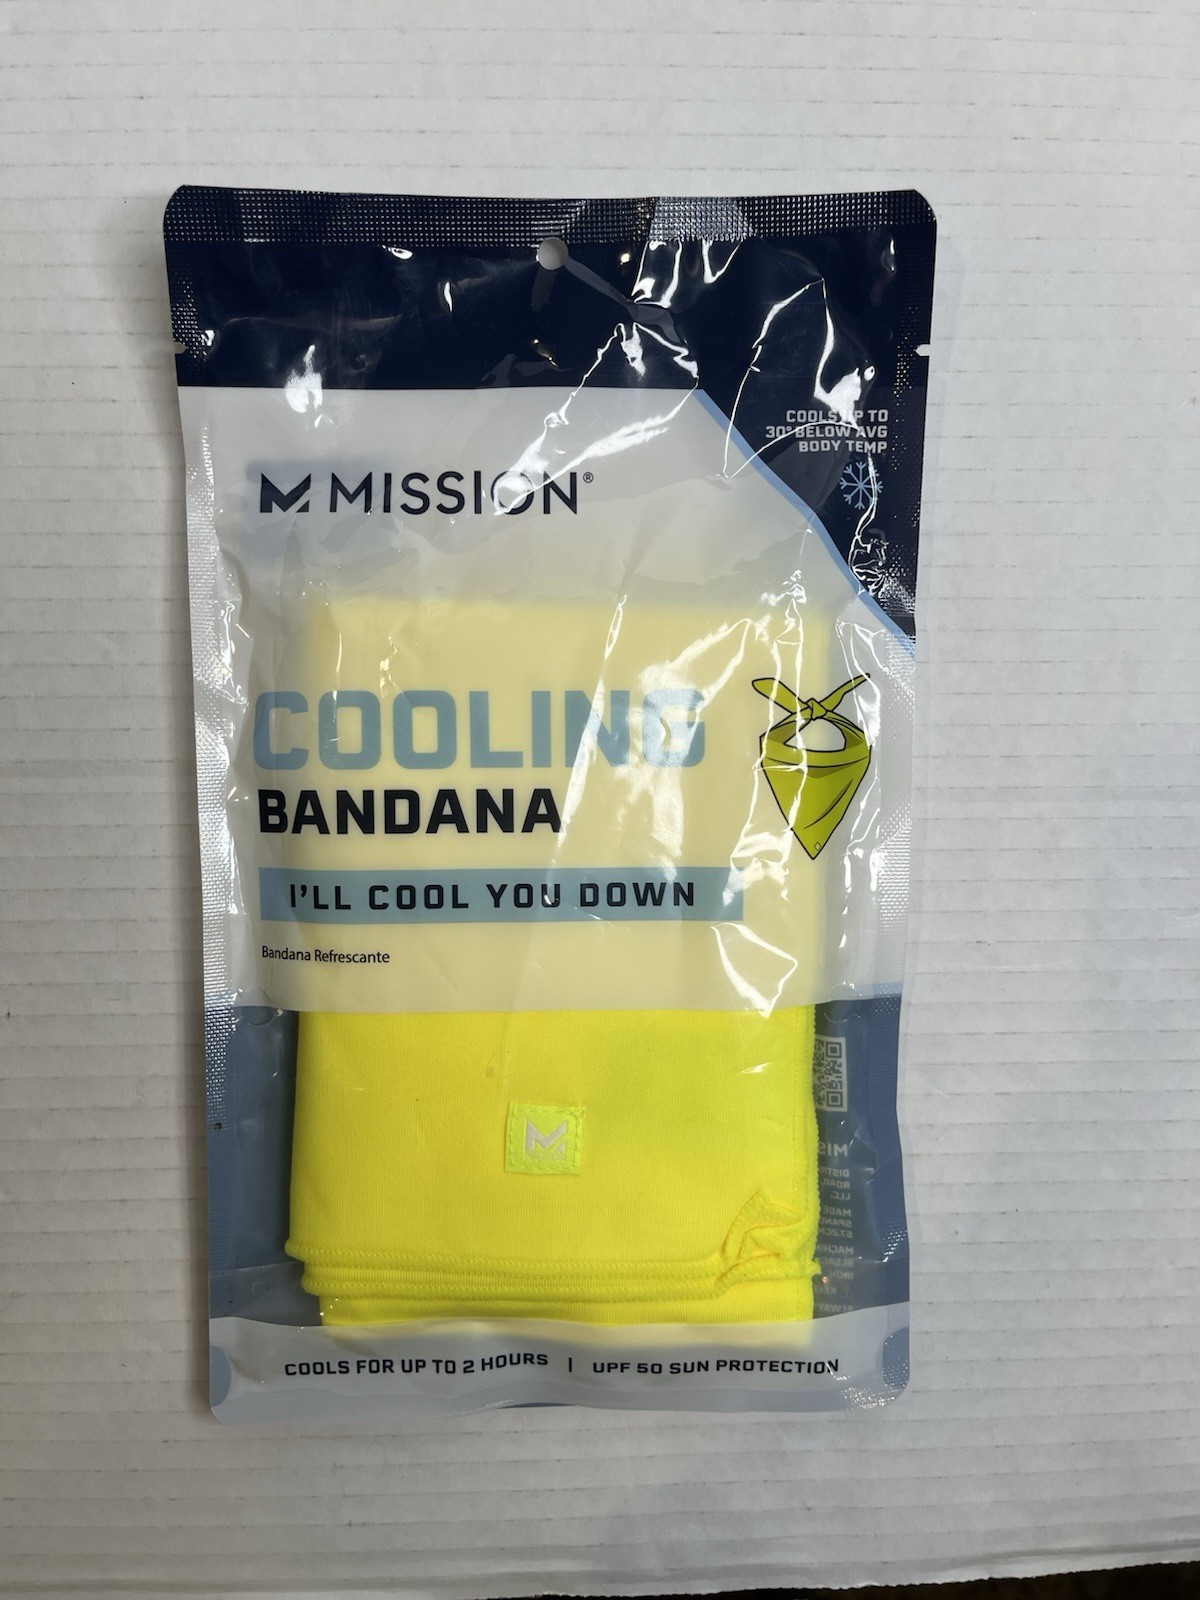 COOLS UP TO
30° BELOW AVG
BODY TEMP
MISSION®
COOLING
BANDANA
I'LL COOL YOU DOWN
Bandana Refrescante
COOLS FOR UP TO 2 HOURS | UPF 50 SUN PROTECTION